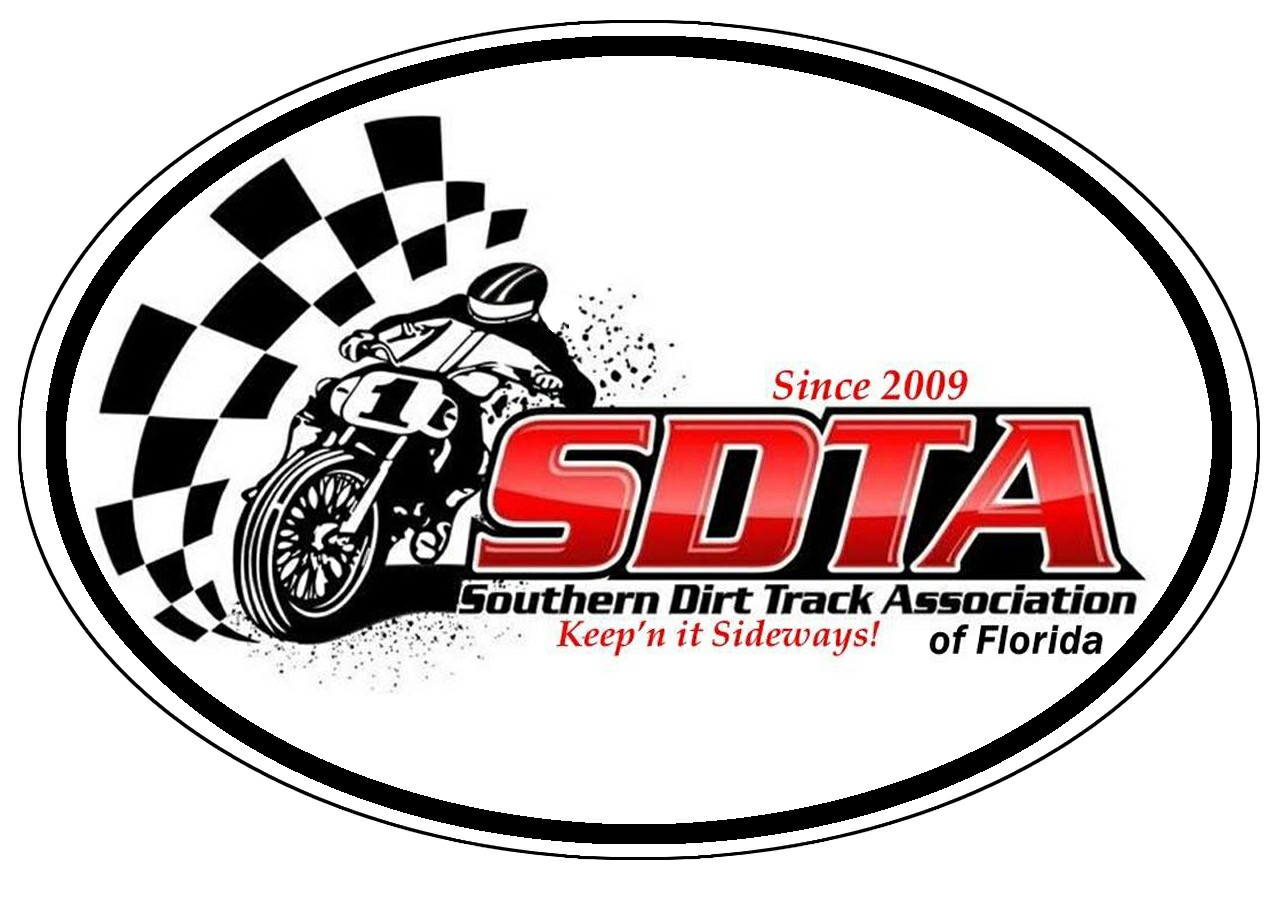 1
Since 2009
SDTA
Southern Dirt Track Association
Keep'n it Sideways!
of Florida